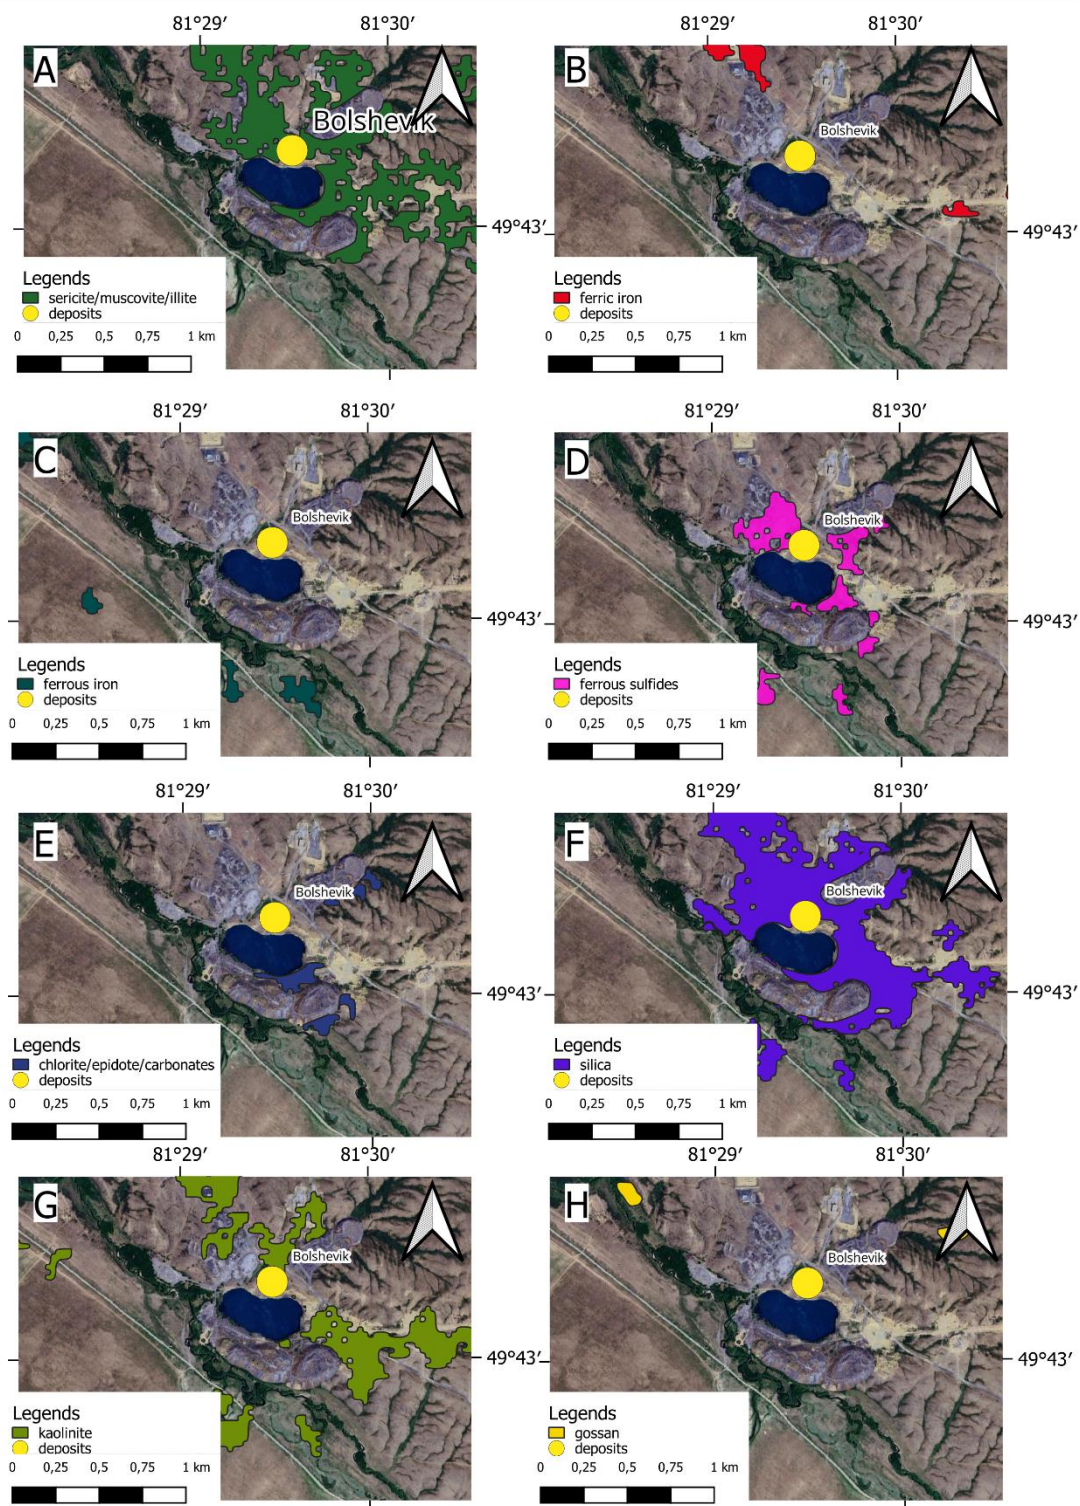 81°29′ 81°30′
A
Bolshevik
49°43′
Legends
sericite/muscovite/illite
deposits
0 0,25 0,5 0,75 1 km
81°29′ 81°30′
B
Bolshevik
49°43′
Legends
ferric iron
deposits
0 0,25 0,5 0,75 1 km
81°29′ 81°30′
C
Bolshevik
49°43′
Legends
ferrous iron
deposits
0 0,25 0,5 0,75 1 km
81°29′ 81°30′
D
Bolshevik
49°43′
Legends
ferrous sulfides
deposits
0 0,25 0,5 0,75 1 km
81°29′ 81°30′
E
Bolshevik
49°43′
Legends
chlorite/epidote/carbonates
deposits
0 0,25 0,5 0,75 1 km
81°29′ 81°30′
F
Bolshevik
49°43′
Legends
silica
deposits
0 0,25 0,5 0,75 1 km
81°29′ 81°30′
G
Bolshevik
49°43′
Legends
kaolinite
deposits
0 0,25 0,5 0,75 1 km
81°29′ 81°30′
H
Bolshevik
49°43′
Legends
gossan
deposits
0 0,25 0,5 0,75 1 km